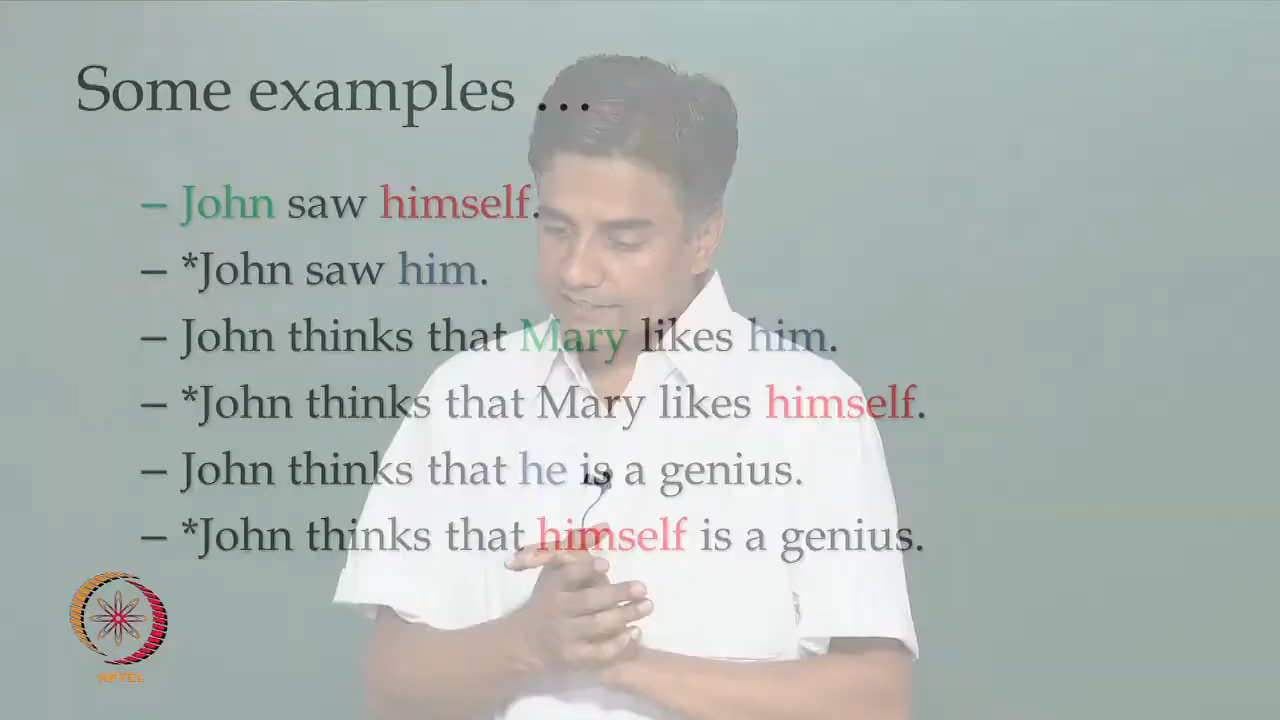 Some examples ...
– John saw himself.
– *John saw him.
– John thinks that Mary likes him.
– *John thinks that Mary likes himself.
– John thinks that he is a genius.
– *John thinks that himself is a genius.
NPTEL